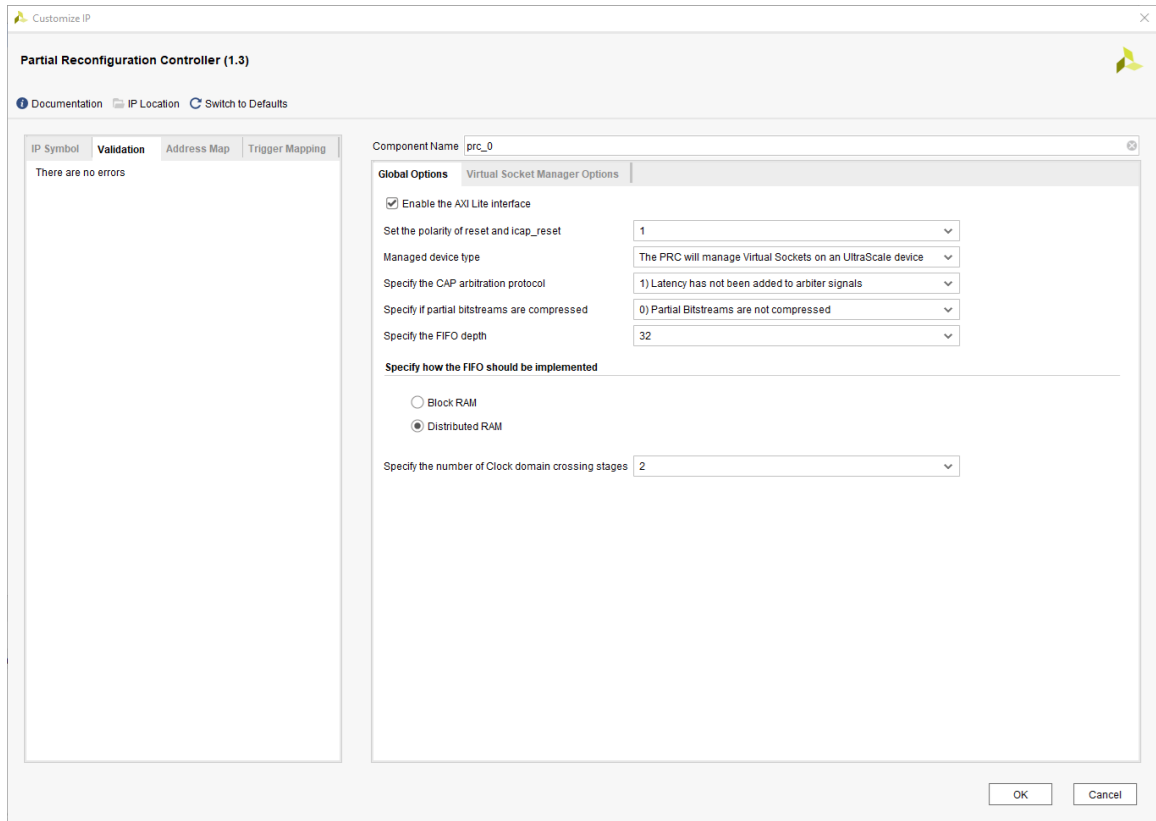 Customize IP
Partial Reconfiguration Controller (1.3)
Documentation IP Location Switch to Defaults
IP Symbol Validation Address Map Trigger Mapping
There are no errors
Component Name prc_0
Global Options Virtual Socket Manager Options
Enable the AXI Lite interface
Set the polarity of reset and icap_reset 1
Managed device type The PRC will manage Virtual Sockets on an UltraScale device
Specify the CAP arbitration protocol 1) Latency has not been added to arbiter signals
Specify if partial bitstreams are compressed 0) Partial Bitstreams are not compressed
Specify the FIFO depth 32
Specify how the FIFO should be implemented
Block RAM
Distributed RAM
Specify the number of Clock domain crossing stages 2
OK Cancel